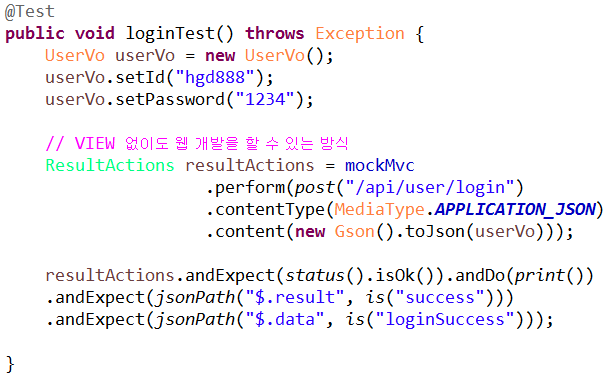 @Test
public void loginTest() throws Exception {
UserVo userVo = new UserVo();
userVo.setId("hgd888");
userVo.setPassword("1234");
// VIEW 없이도 웹 개발을 할 수 있는 방식
ResultActions resultActions = mockMvc
.perform(post("/api/user/login")
.contentType(MediaType.APPLICATION_JSON)
.content(new Gson().toJson(userVo)));
resultActions.andExpect(status().isOk()).andDo(print())
.andExpect(jsonPath("$.result", is("success")))
.andExpect(jsonPath("$.data", is("loginSuccess")));
}